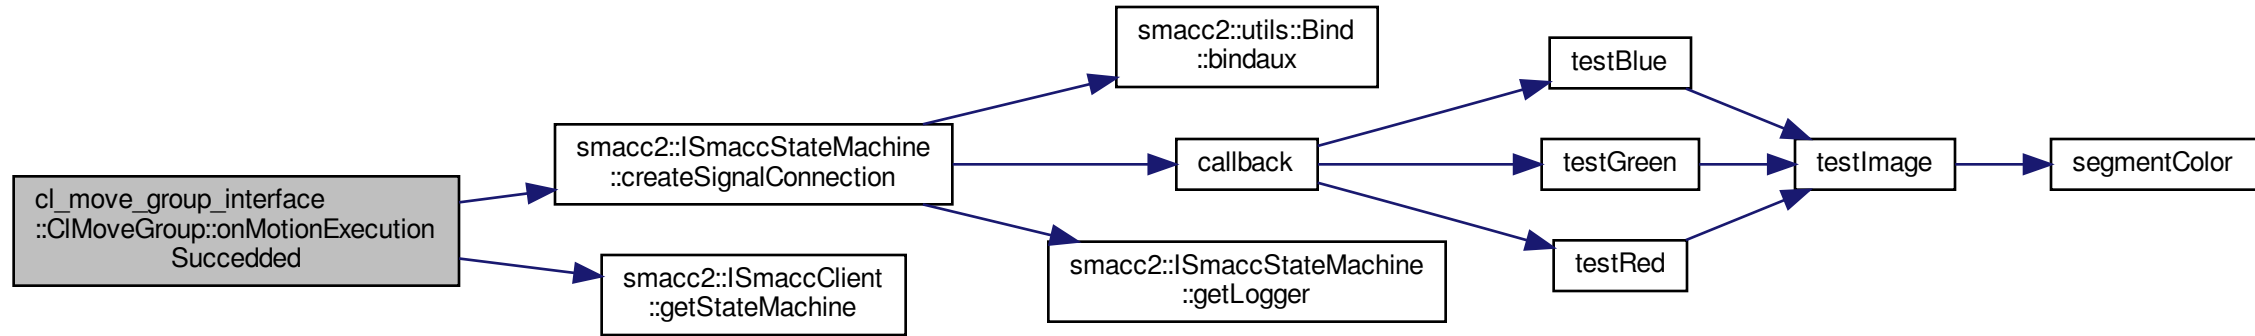 cl_move_group_interface
::ClMoveGroup::onMotionExecution
Succedded
smacc2::ISmaccStateMachine
::createSignalConnection
smacc2::ISmaccClient
::getStateMachine
smacc2::utils::Bind
::bindaux
callback
smacc2::ISmaccStateMachine
::getLogger
testBlue
testGreen
testRed
testImage
segmentColor